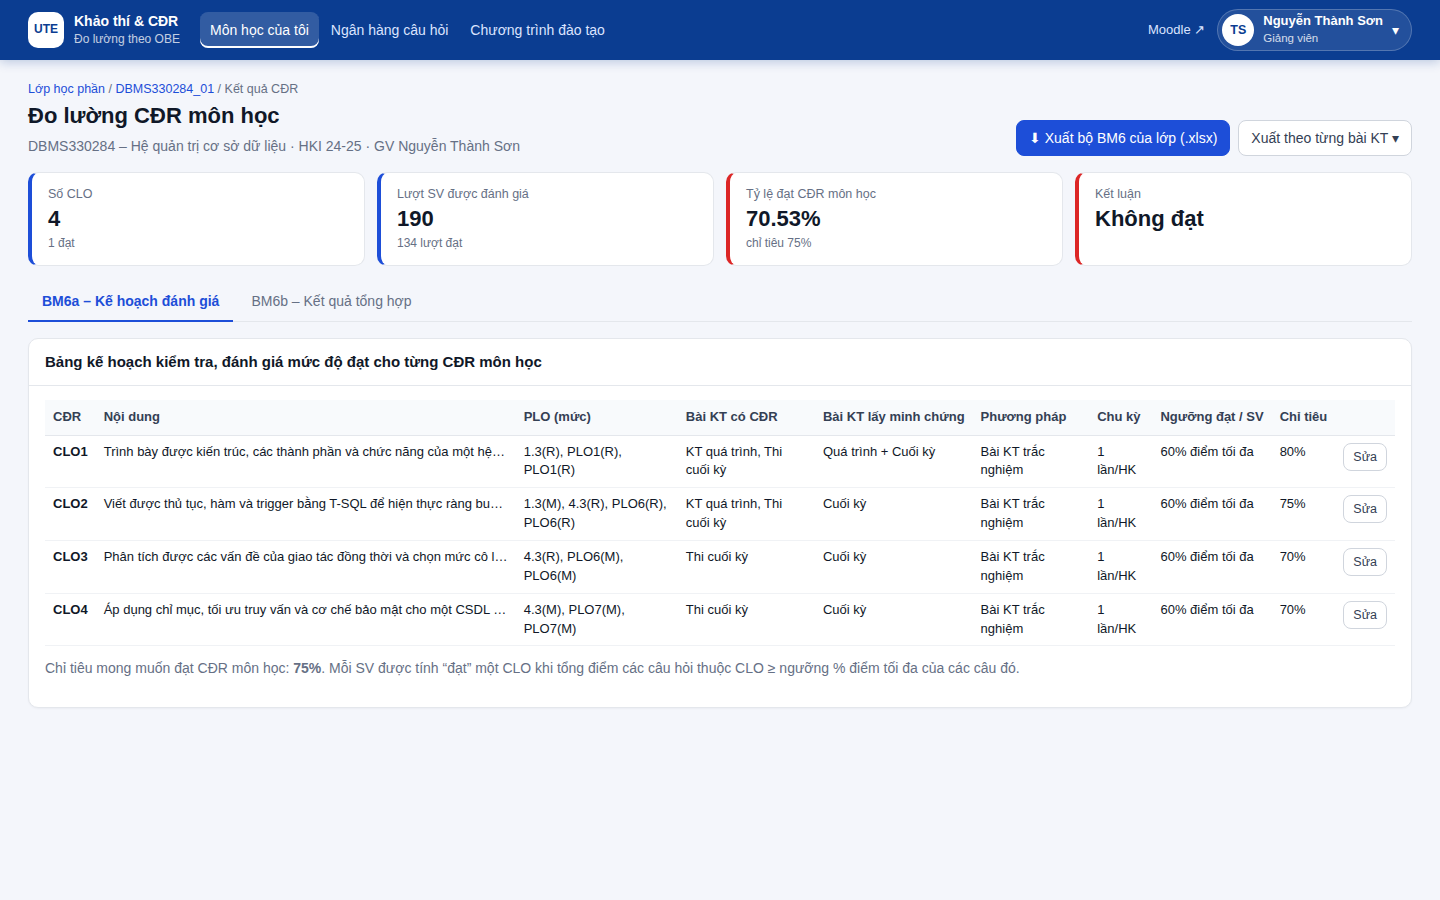 UTE
Khảo thí & CĐR
Đo lường theo OBE
Môn học của tôi
Ngân hàng câu hỏi
Chương trình đào tạo
Moodle ↗
TS
Nguyễn Thành Sơn
Giảng viên
▾
Lớp học phần / DBMS330284_01 / Kết quả CĐR
Đo lường CĐR môn học
DBMS330284 – Hệ quản trị cơ sở dữ liệu · HKI 24-25 · GV Nguyễn Thành Sơn
⬇ Xuất bộ BM6 của lớp (.xlsx)
Xuất theo từng bài KT ▾
Số CLO
4
1 đạt
Lượt SV được đánh giá
190
134 lượt đạt
Tỷ lệ đạt CĐR môn học
70.53%
chỉ tiêu 75%
Kết luận
Không đạt
BM6a – Kế hoạch đánh giá
BM6b – Kết quả tổng hợp
Bảng kế hoạch kiểm tra, đánh giá mức độ đạt cho từng CĐR môn học
CĐR Nội dung PLO (mức) Bài KT có CĐR Bài KT lấy minh chứng Phương pháp Chu kỳ Ngưỡng đạt / SV Chỉ tiêu
CLO1 Trình bày được kiến trúc, các thành phần và chức năng của một hệ… 1.3(R), PLO1(R), KT quá trình, Thi Quá trình + Cuối kỳ Bài KT trắc 1 60% điểm tối đa 80% Sửa
PLO1(R) cuối kỳ nghiệm lần/HK
CLO2 Viết được thủ tục, hàm và trigger bằng T-SQL để hiện thực ràng bu… 1.3(M), 4.3(R), PLO6(R), KT quá trình, Thi Cuối kỳ Bài KT trắc 1 60% điểm tối đa 75% Sửa
PLO6(R) cuối kỳ nghiệm lần/HK
CLO3 Phân tích được các vấn đề của giao tác đồng thời và chọn mức cô l… 4.3(R), PLO6(M), Thi cuối kỳ Cuối kỳ Bài KT trắc 1 60% điểm tối đa 70% Sửa
PLO6(M) nghiệm lần/HK
CLO4 Áp dụng chỉ mục, tối ưu truy vấn và cơ chế bảo mật cho một CSDL … 4.3(M), PLO7(M), Thi cuối kỳ Cuối kỳ Bài KT trắc 1 60% điểm tối đa 70% Sửa
PLO7(M) nghiệm lần/HK
Chỉ tiêu mong muốn đạt CĐR môn học: 75%. Mỗi SV được tính “đạt” một CLO khi tổng điểm các câu hỏi thuộc CLO ≥ ngưỡng % điểm tối đa của các câu đó.